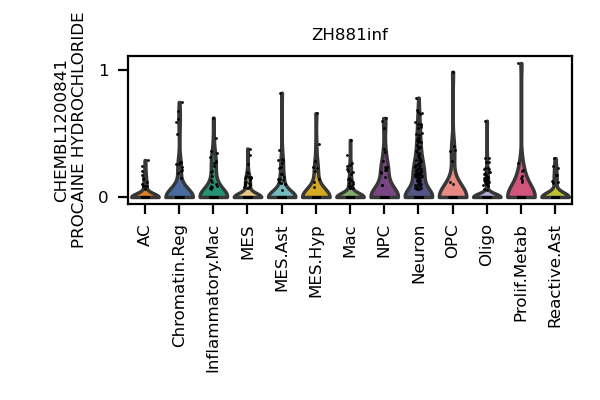 ZH881inf
CHEMBL1200841
PROCAINE HYDROCHLORIDE
1
0
AC
Chromatin.Reg
Inflammatory.Mac
MES
MES.Ast
MES.Hyp
Mac
NPC
Neuron
OPC
Oligo
Prolif.Metab
Reactive.Ast